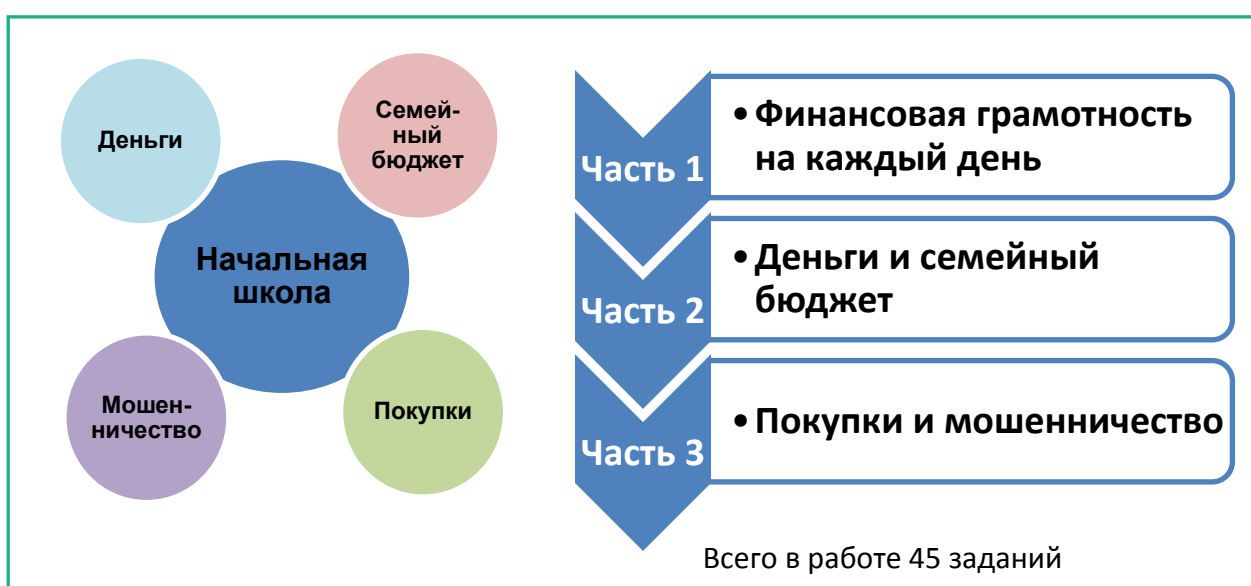 Деньги
Семей-
ный
бюджет
Начальная
школа
Мошен-
ничество
Покупки
Часть 1
• Финансовая грамотность
на каждый день
Часть 2
• Деньги и семейный
бюджет
Часть 3
• Покупки и мошенничество
Всего в работе 45 заданий